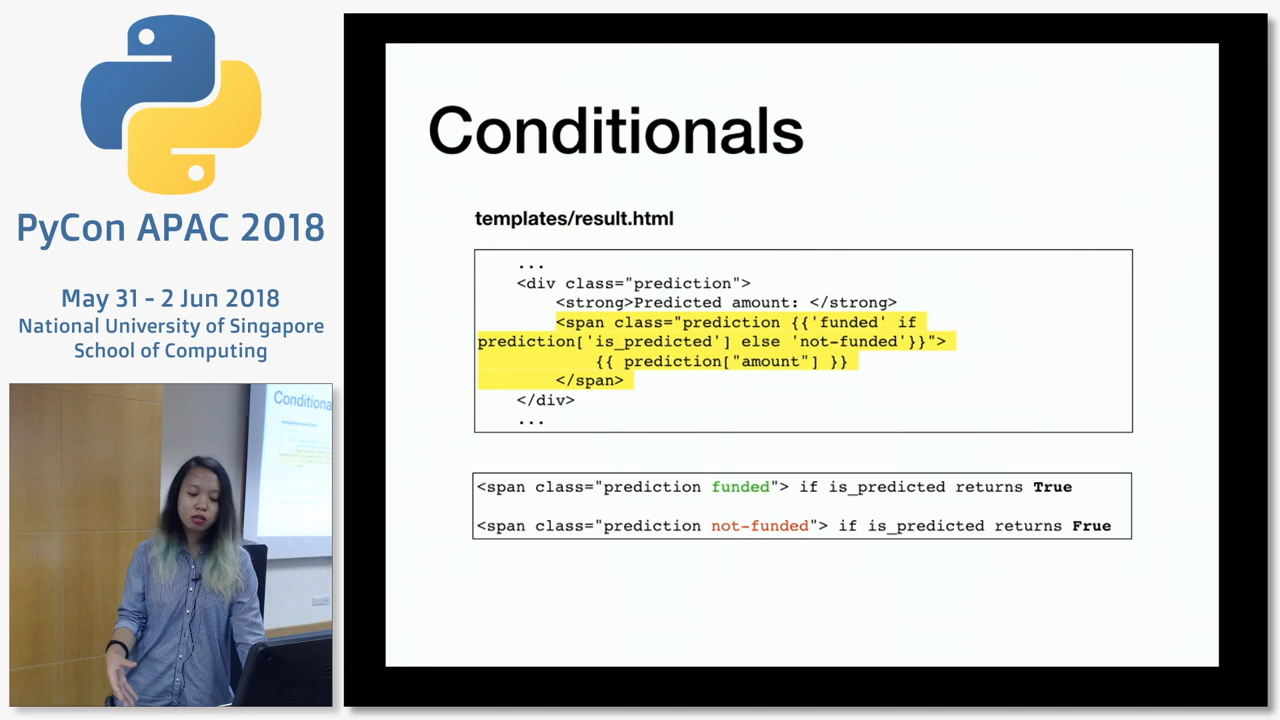 PyCon APAC 2018
May 31 - 2 Jun 2018
National University of Singapore
School of Computing
Conditionals
templates/result.html
...
<div class="prediction">
<strong>Predicted amount: </strong>
<span class="prediction {{'funded' if
prediction['is_predicted'] else 'not-funded'}}">
{{ prediction["amount"] }}
</span>
</div>
...
<span class="prediction funded"> if is_predicted returns True
<span class="prediction not-funded"> if is_predicted returns Frue
Conditiona